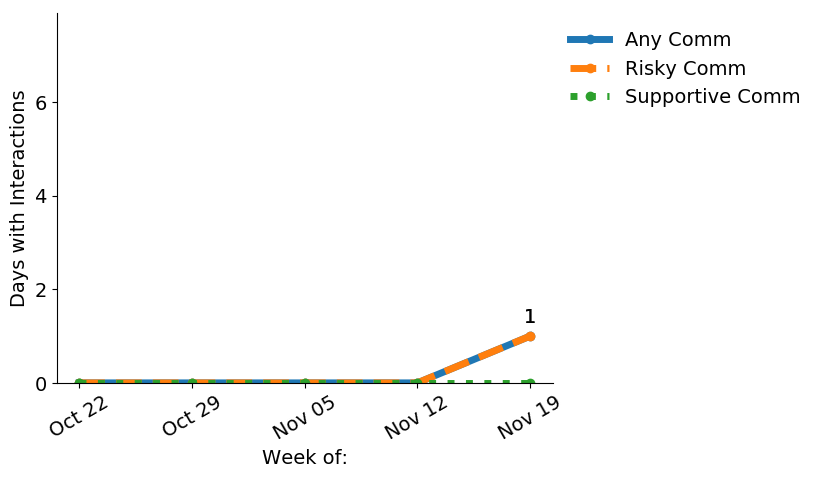 Any Comm
Risky Comm
Supportive Comm
Days with Interactions
6
4
2
0
1
Oct 22
Oct 29
Nov 05
Nov 12
Nov 19
Week of: